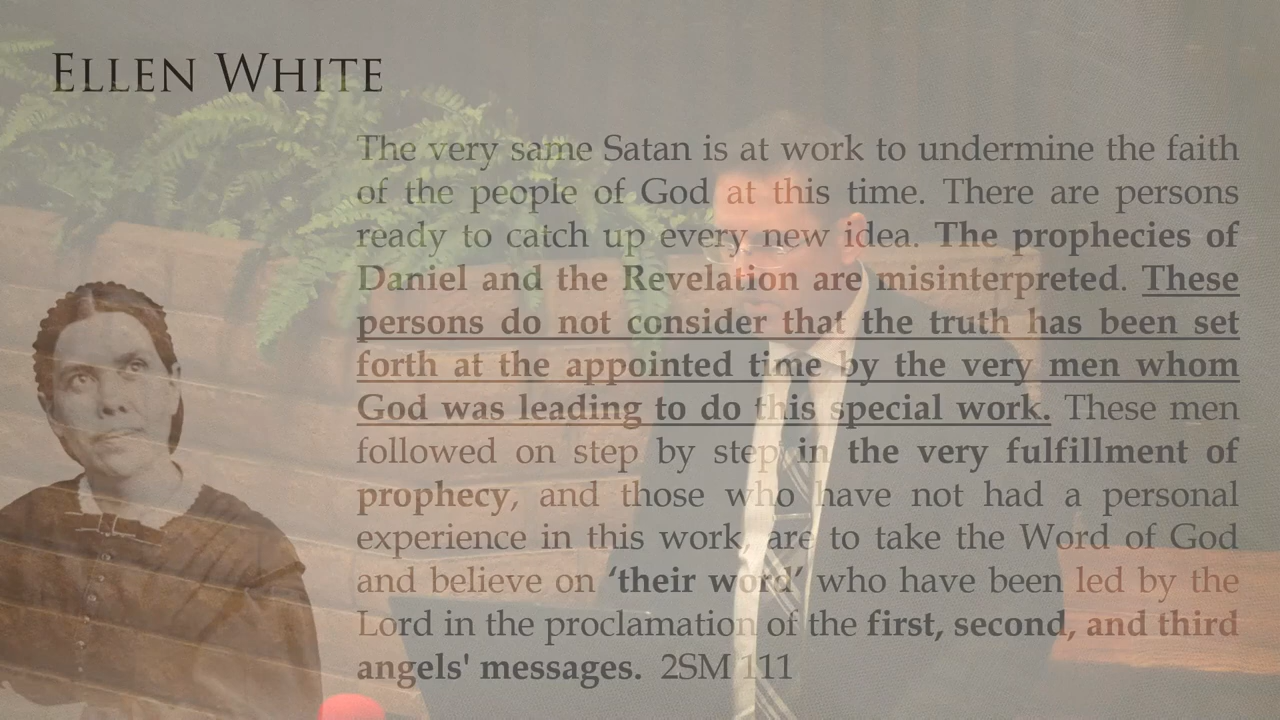 ELLEN WHITE
The very same Satan is at work to undermine the faith
of the people of God at this time. There are persons
ready to catch up every new idea. The prophecies of
Daniel and the Revelation are misinterpreted. These
persons do not consider that the truth has been set
forth at the appointed time by the very men whom
God was leading to do this special work. These men
followed on step by step in the very fulfillment of
prophecy, and those who have not had a personal
experience in this work, are to take the Word of God
and believe on ‘their word’ who have been led by the
Lord in the proclamation of the first, second, and third
angels' messages. 2SM 111